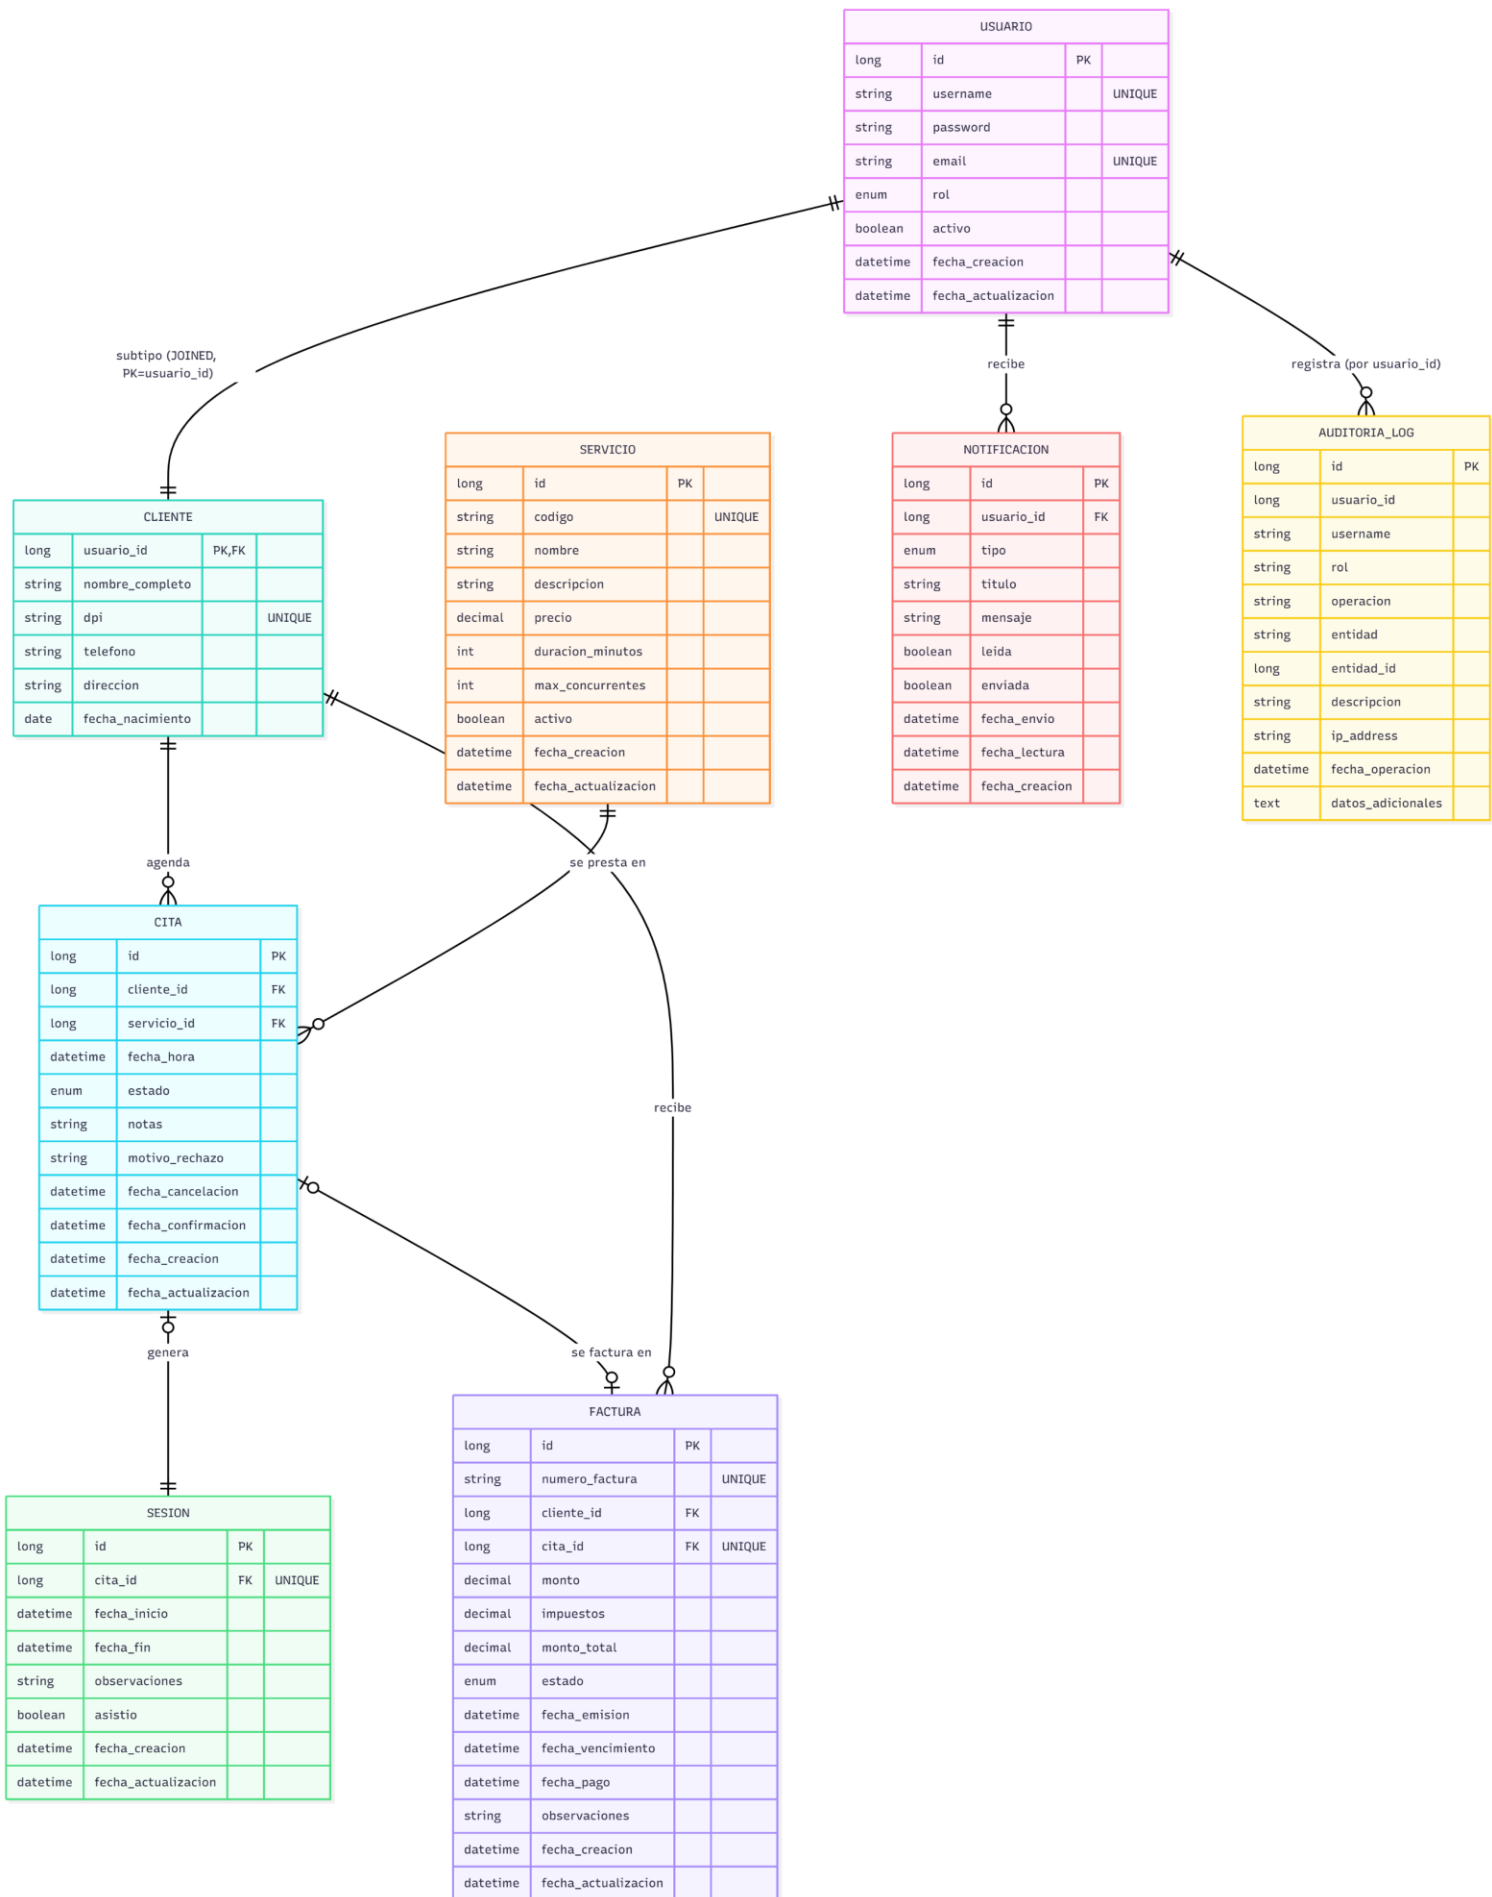 USUARIO
long id PK
string username UNIQUE
string password
string email UNIQUE
enum rol
boolean activo
datetime fecha_creacion
datetime fecha_actualizacion
subtipo (JOINED,
PK=usuario_id)
recibe
registra (por usuario_id)
SERVICIO
long id PK
string codigo UNIQUE
string nombre
string descripcion
decimal precio
int duracion_minutos
int max_concurrentes
boolean activo
datetime fecha_creacion
datetime fecha_actualizacion
NOTIFICACION
long id PK
long usuario_id FK
enum tipo
string titulo
string mensaje
boolean leida
boolean enviada
datetime fecha_envio
datetime fecha_lectura
datetime fecha_creacion
AUDITORIA_LOG
long id PK
long usuario_id
string username
string rol
string operacion
string entidad
long entidad_id
string descripcion
string ip_address
datetime fecha_operacion
text datos_adicionales
CLIENTE
long usuario_id PK,FK
string nombre_completo
string dpi UNIQUE
string telefono
string direccion
date fecha_nacimiento
agenda
se presta en
CITA
long id PK
long cliente_id FK
long servicio_id FK
datetime fecha_hora
enum estado
string notas
string motivo_rechazo
datetime fecha_cancelacion
datetime fecha_confirmacion
datetime fecha_creacion
datetime fecha_actualizacion
recibe
genera
se factura en
SESION
long id PK
long cita_id FK UNIQUE
datetime fecha_inicio
datetime fecha_fin
string observaciones
boolean asistio
datetime fecha_creacion
datetime fecha_actualizacion
FACTURA
long id PK
string numero_factura UNIQUE
long cliente_id FK
long cita_id FK UNIQUE
decimal monto
decimal impuestos
decimal monto_total
enum estado
datetime fecha_emision
datetime fecha_vencimiento
datetime fecha_pago
string observaciones
datetime fecha_creacion
datetime fecha_actualizacion